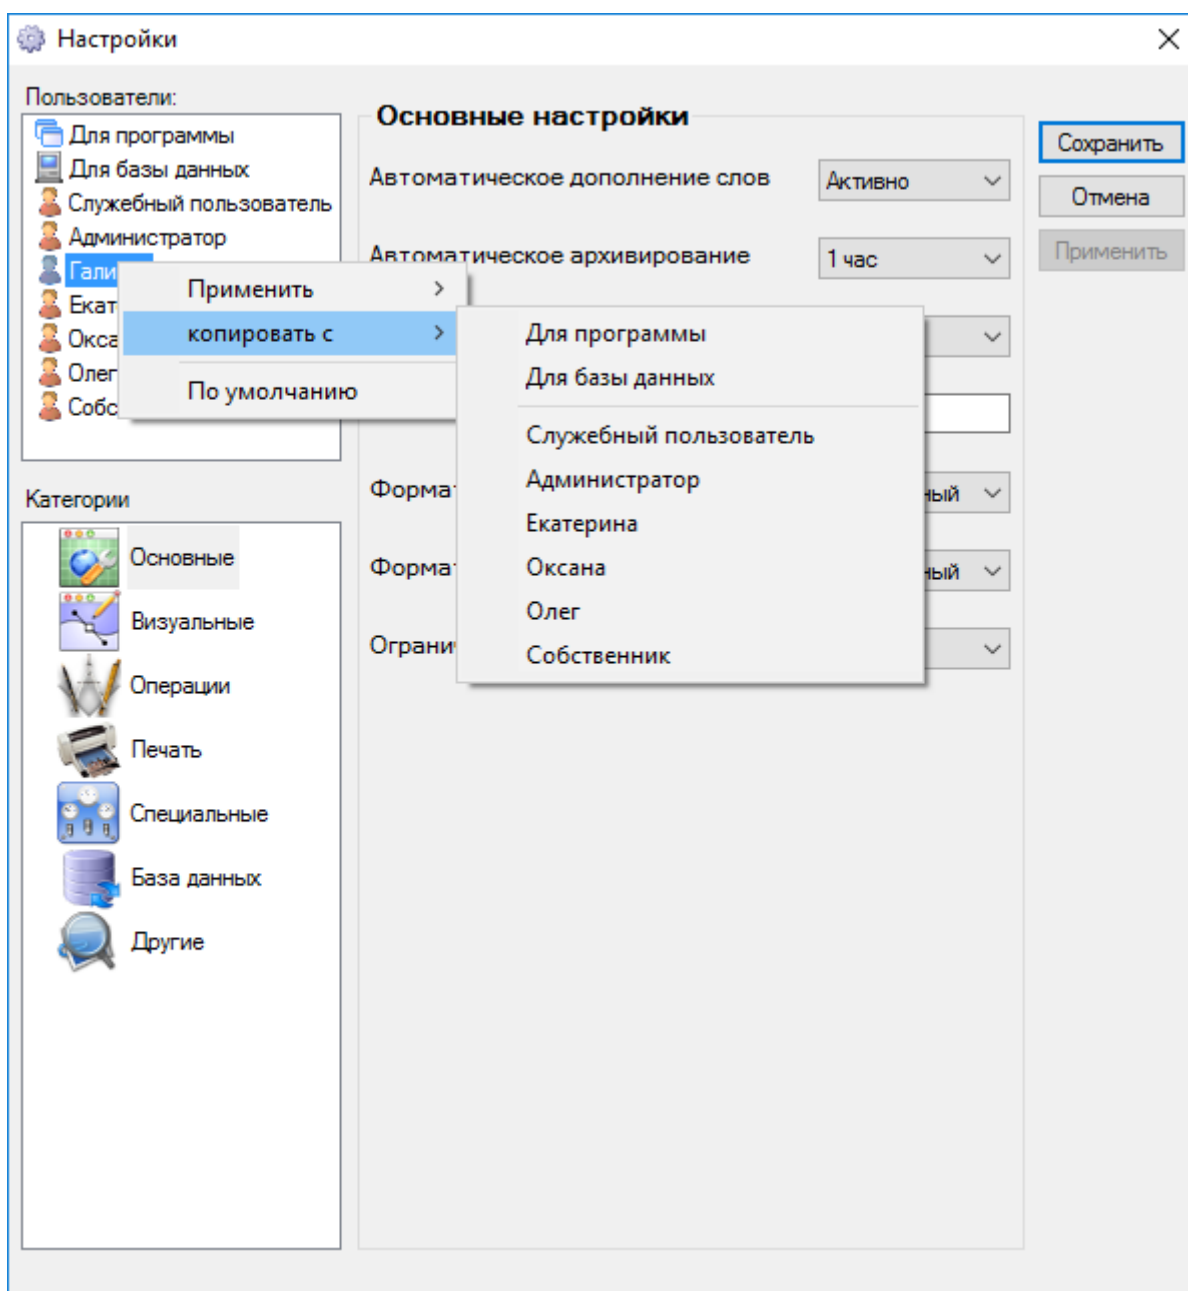 Настройки
Пользователи:
Для программы
Для базы данных
Служебный пользователь
Администратор
Основные настройки
Автоматическое дополнение слов
Активно
Автоматическое архивирование
1 час
Сохранить
Отмена
Применить
Применить
копировать с
По умолчанию
Для программы
Для базы данных
Служебный пользователь
Администратор
Екатерина
Оксана
Олег
Собственник
Олег
Категории
Основные
Визуальные
Операции
Печать
Специальные
База данных
Другие